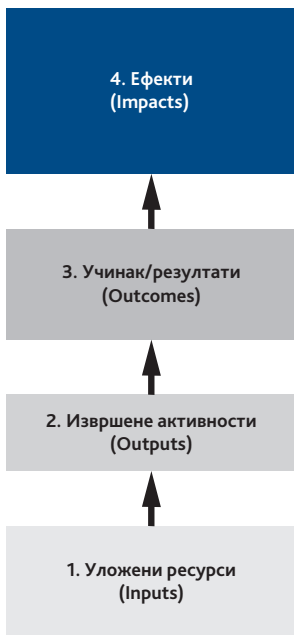 4. Ефекти
(Impacts)
3. Учинак/резултати
(Outcomes)
2. Извршене активности
(Outputs)
1. Уложени ресурси
(Inputs)